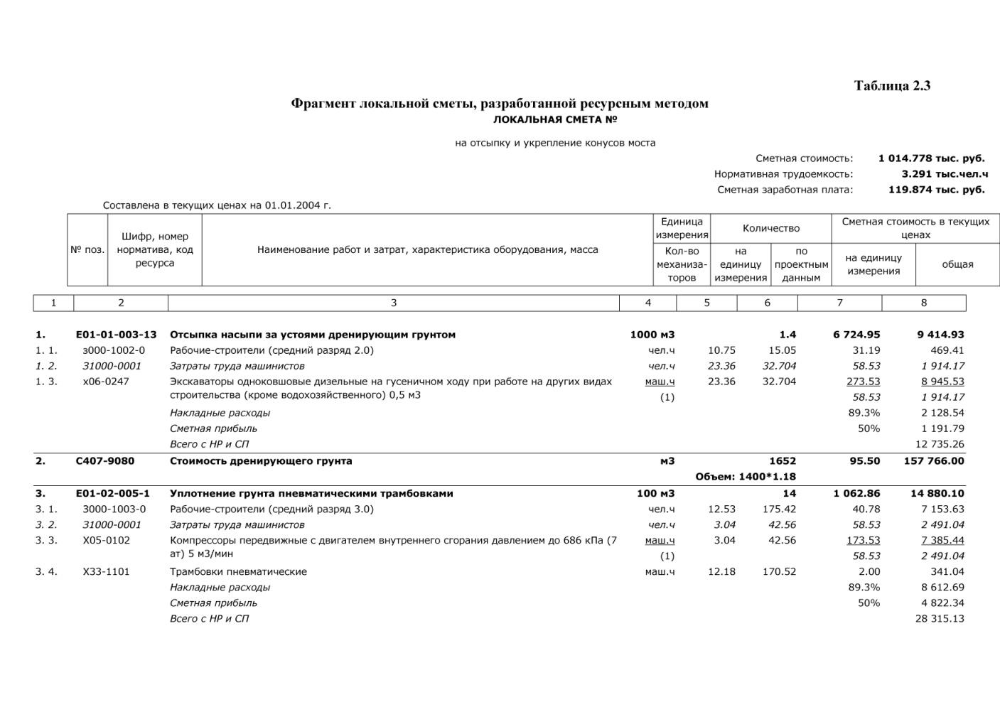 Таблица 2.3
Фрагмент локальной сметы, разработанной ресурсным методом
ЛОКАЛЬНАЯ СМЕТА №
на отсыпку и укрепление конусов моста
Сметная стоимость: 1 014.778 тыс. руб.
Нормативная трудоемкость: 3.291 тыс.чел.ч
Сметная заработная плата: 119.874 тыс. руб.
Составлена в текущих ценах на 01.01.2004 г.
№ поз.
Шифр, номер
норматива, код
ресурса
Наименование работ и затрат, характеристика оборудования, масса
Единица
измерения
Кол-во
механиза-
торов
Количество
на
единицу
измерения
по
проектным
данным
Сметная стоимость в текущих
ценах
на единицу
измерения
общая
1 2 3 4 5 6 7 8
1. Е01-01-003-13 Отсыпка насыпи за устоями дренирующим грунтом 1000 м3 1.4 6 724.95 9 414.93
1. 1. з000-1002-0 Рабочие-строители (средний разряд 2.0) чел.ч 10.75 15.05 31.19 469.41
1. 2. 31000-0001 Затраты труда машинистов чел.ч 23.36 32.704 58.53 1 914.17
1. 3. х06-0247 Экскаваторы одноковшовые дизельные на гусеничном ходу при работе на других видах маш.ч 23.36 32.704 273.53 8 945.53
строительства (кроме водохозяйственного) 0,5 м3 (1) 58.53 1 914.17
Накладные расходы 89.3% 2 128.54
Сметная прибыль 50% 1 191.79
Всего с НР и СП 12 735.26
2. С407-9080 Стоимость дренирующего грунта м3 1652 95.50 157 766.00
Объем: 1400*1.18
3. Е01-02-005-1 Уплотнение грунта пневматическими трамбовками 100 м3 14 1 062.86 14 880.10
3. 1. 3000-1003-0 Рабочие-строители (средний разряд 3.0) чел.ч 12.53 175.42 40.78 7 153.63
3. 2. 31000-0001 Затраты труда машинистов чел.ч 3.04 42.56 58.53 2 491.04
3. 3. Х05-0102 Компрессоры передвижные с двигателем внутреннего сгорания давлением до 686 кПа (7 маш.ч 3.04 42.56 173.53 7 385.44
ат) 5 м3/мин (1) 58.53 2 491.04
3. 4. Х33-1101 Трамбовки пневматические маш.ч 12.18 170.52 2.00 341.04
Накладные расходы 89.3% 8 612.69
Сметная прибыль 50% 4 822.34
Всего с НР и СП 28 315.13